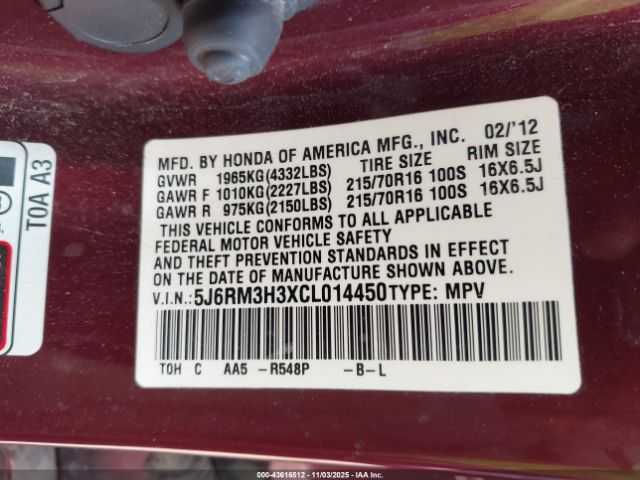 MFD. BY HONDA OF AMERICA MFG., INC. 02/'12
GVWR 1965KG(4332LBS) TIRE SIZE RIM SIZE
GAWR F 1010KG(2227LBS) 215/70R16 100S 16X6.5J
GAWR R 975KG(2150LBS) 215/70R16 100S 16X6.5J
THIS VEHICLE CONFORMS TO ALL APPLICABLE
FEDERAL MOTOR VEHICLE SAFETY
AND THEFT PREVENTION STANDARDS IN EFFECT
ON THE DATE OF MANUFACTURE SHOWN ABOVE.
V.I.N.:5J6RM3H3XCL014450TYPE: MPV
TOH C AA5 -R548P -B-L
TOA A3
000-43616512 - 11/03/2025 - IAA Inc.